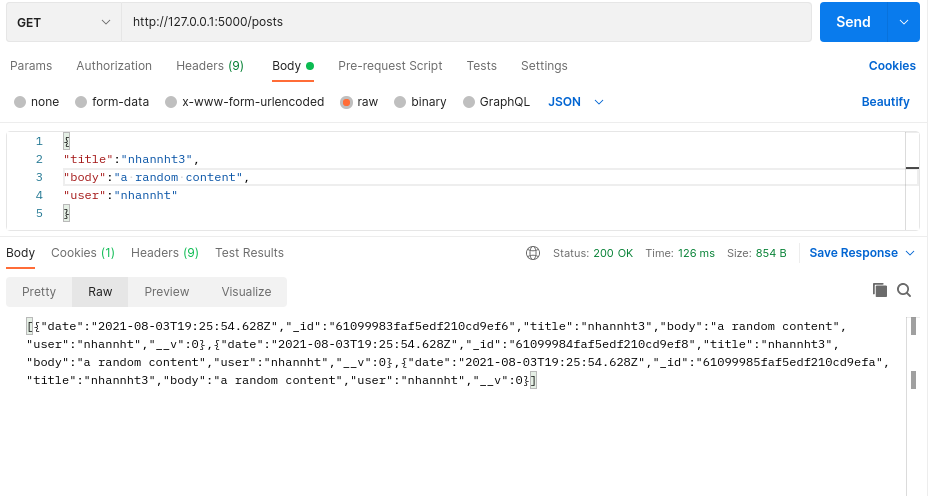 GET http://127.0.0.1:5000/posts Send
Params Authorization Headers (9) Body Pre-request Script Tests Settings Cookies
none form-data x-www-form-urlencoded raw binary GraphQL JSON Beautify
1 {
2 "title":"nhannht3",
3 "body":"a random content",
4 "user":"nhannht"
5 }
Body Cookies (1) Headers (9) Test Results Status: 200 OK Time: 126 ms Size: 854 B Save Response
Pretty Raw Preview Visualize
[{"date":"2021-08-03T19:25:54.628Z","_id":"61099983faf5edf210cd9ef6","title":"nhannht3","body":"a random content",
"user":"nhannht","__v":0},{"date":"2021-08-03T19:25:54.628Z","_id":"61099984faf5edf210cd9ef8","title":"nhannht3",
"body":"a random content","user":"nhannht","__v":0},{"date":"2021-08-03T19:25:54.628Z","_id":"61099985faf5edf210cd9efa",
"title":"nhannht3","body":"a random content","user":"nhannht","__v":0}]